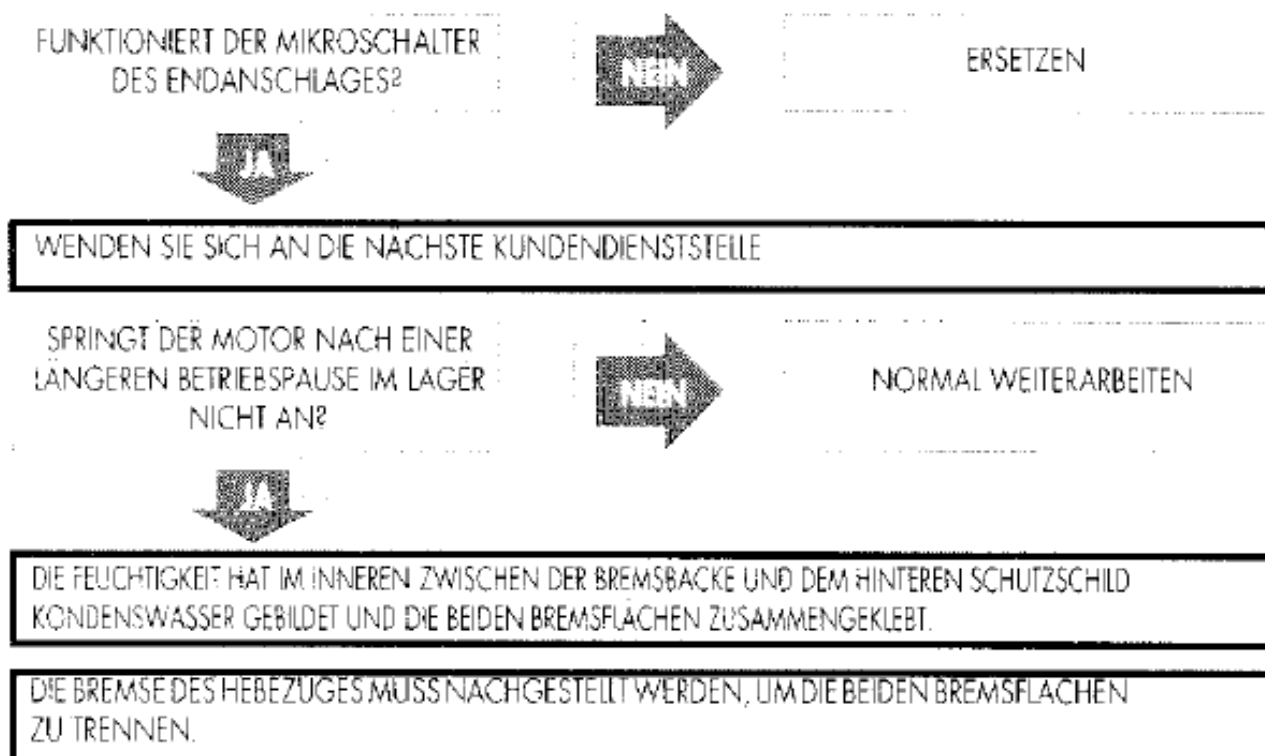 FUNKTIONIERT DER MIKROSCHALTER
DES ENDANSCHLAGES?
NEIN
ERSETZEN
JA
WENDEN SIE SICH AN DIE NÄCHSTE KUNDENDIENSTSTELLE
SPRINGT DER MOTOR NACH EINER
LÄNGEREN BETRIEBSPAUSE IM LAGER
NICHT AN?
NEIN
NORMAL WEITERARBEITEN
JA
DIE FEUCHTIGKEIT HAT IM INNEREN ZWISCHEN DER BREMSBACKE UND DEM HINTEREN SCHUTZSCHILD
KONDENSWASSER GEBILDET UND DIE BEIDEN BREMSFLÄCHEN ZUSAMMENGEKLEBT.
DIE BREMSE DES HEBEZUGES MUSS NACHGESTELLT WERDEN, UM DIE BEIDEN BREMSFLÄCHEN
ZU TRENNEN.